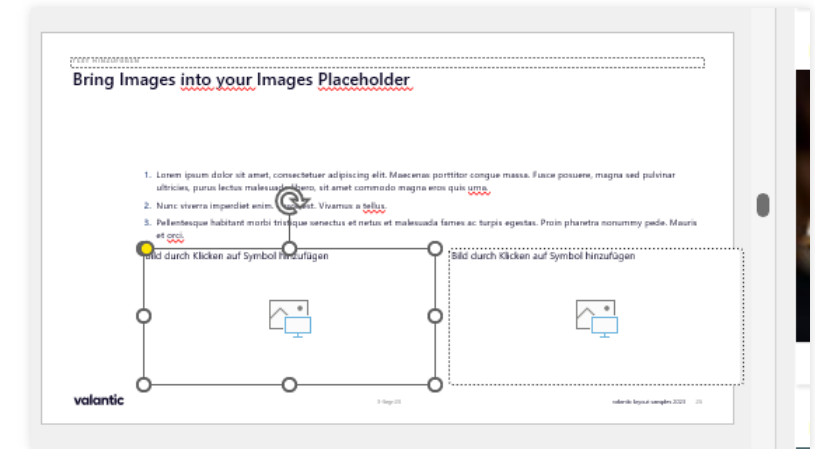 TEXT HINZUFÜGEN
Bring Images into your Images Placeholder
1. Lorem ipsum dolor sit amet, consectetuer adipiscing elit. Maecenas porttitor congue massa. Fusce posuere, magna sed pulvinar
ultricies, purus lectus malesuada libero, sit amet commodo magna eros quis urna.
2. Nunc viverra imperdiet enim. est. Vivamus a tellus.
3. Pellentesque habitant morbi tristique senectus et netus et malesuada fames ac turpis egestas. Proin pharetra nonummy pede. Mauris
et orci.
Bild durch Klicken auf Symbol hinzufügen
Bild durch Klicken auf Symbol hinzufügen
valantic
valantic layout samples 2023